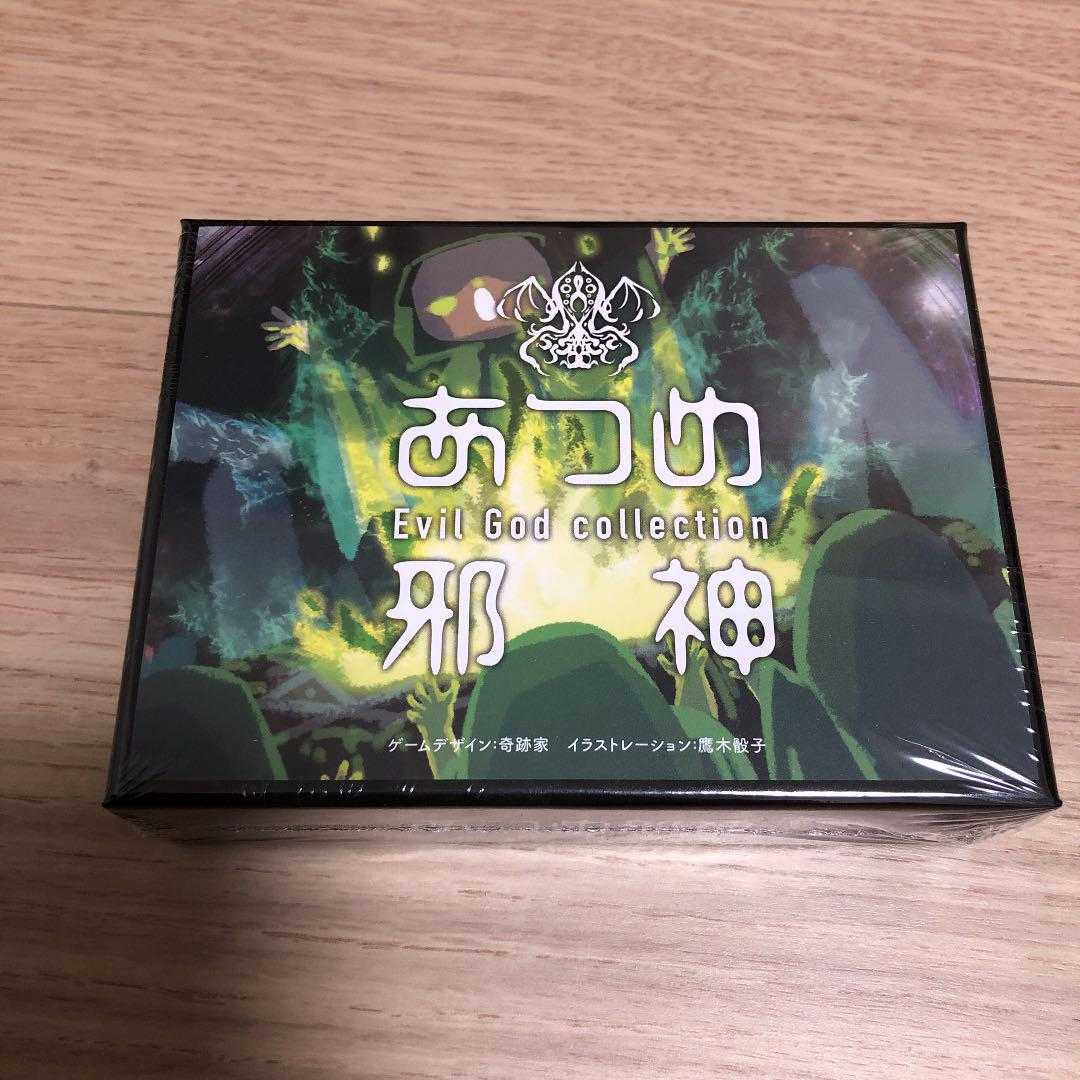 あつめ
Evil God collection
邪神
ゲームデザイン:奇跡家 イラストレーション:鷹木骰子